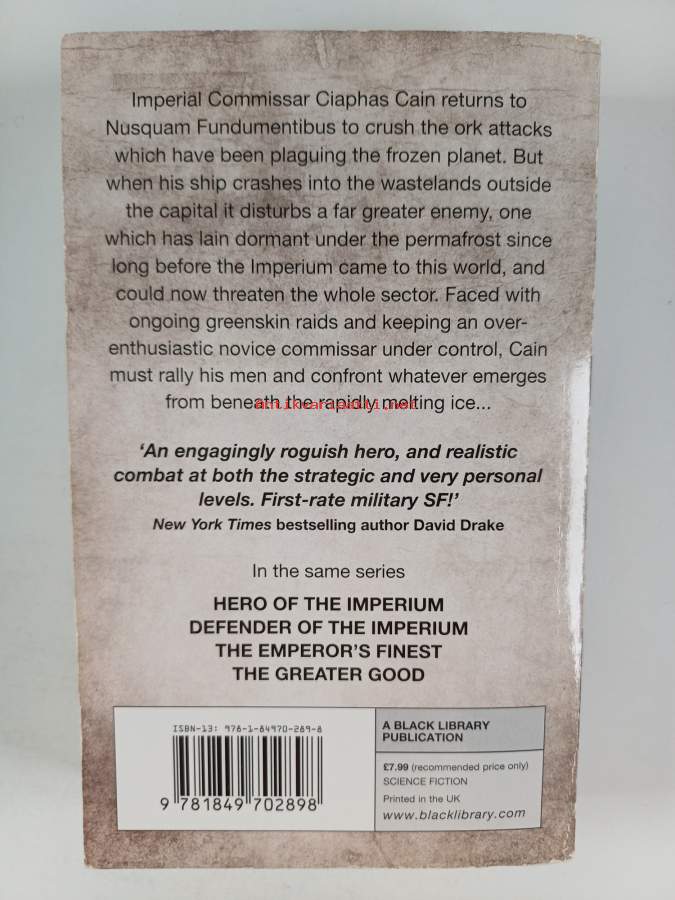 Imperial Commissar Ciaphas Cain returns to
Nusquam Fundumentibus to crush the ork attacks
which have been plaguing the frozen planet. But
when his ship crashes into the wastelands outside
the capital it disturbs a far greater enemy, one
which has lain dormant under the permafrost since
long before the Imperium came to this world, and
could now threaten the whole sector. Faced with
ongoing greenskin raids and keeping an over-
enthusiastic novice commissar under control, Cain
must rally his men and confront whatever emerges
from beneath the rapidly melting ice...
antikvariaatti.net
‘An engagingly roguish hero, and realistic
combat at both the strategic and very personal
levels. First-rate military SF!’
New York Times bestselling author David Drake
In the same series
HERO OF THE IMPERIUM
DEFENDER OF THE IMPERIUM
THE EMPEROR'S FINEST
THE GREATER GOOD
ISBN-13: 978-1-84970-289-8
9 781849 702898
A BLACK LIBRARY
PUBLICATION
£7.99 (recommended price only)
SCIENCE FICTION
Printed in the UK
www.blacklibrary.com